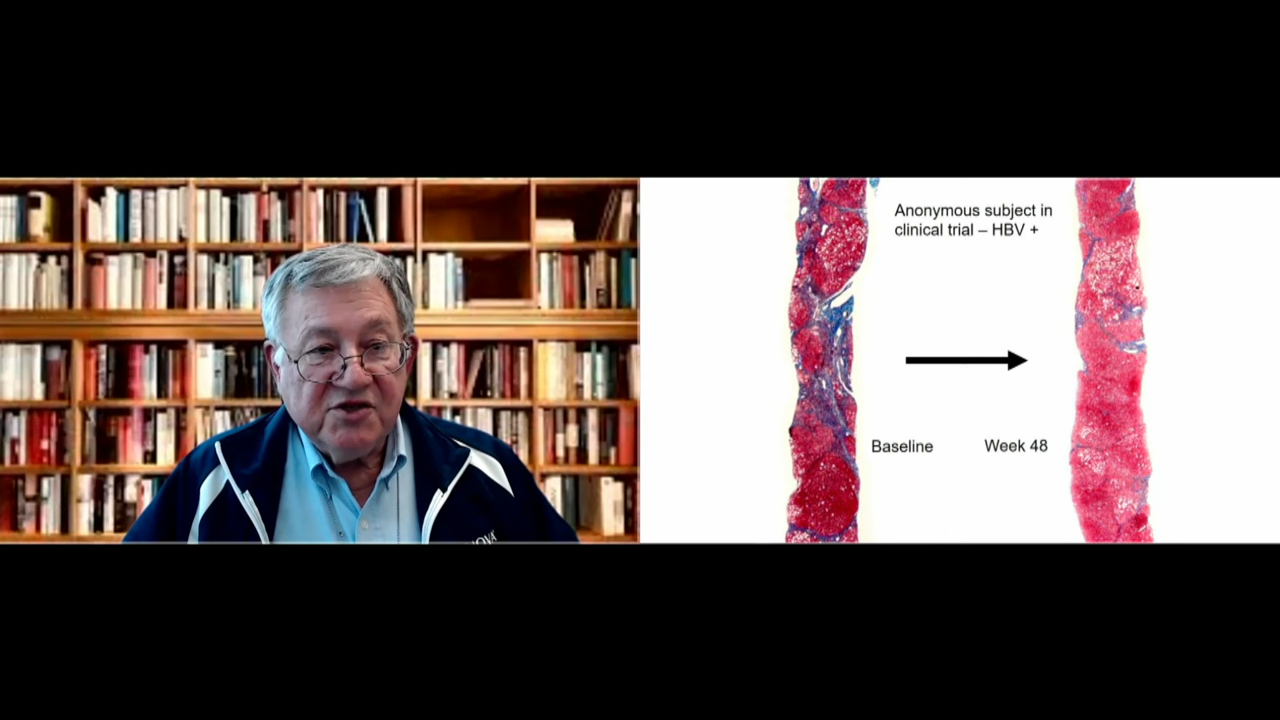 Anonymous subject in
clinical trial – HBV +
Baseline
Week 48